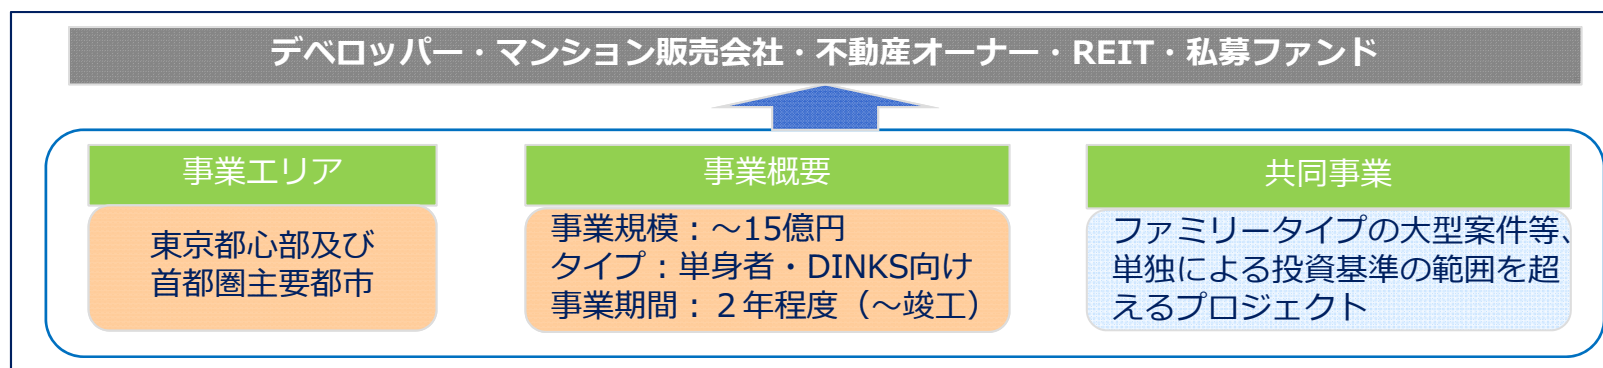 デベロッパー・マンション販売会社・不動産オーナー・REIT・私募ファンド
事業エリア
東京都心部及び
首都圏主要都市
事業概要
事業規模：～15億円
タイプ：単身者・DINKS向け
事業期間：２年程度（～竣工）
共同事業
ファミリータイプの大型案件等、
単独による投資基準の範囲を超
えるプロジェクト